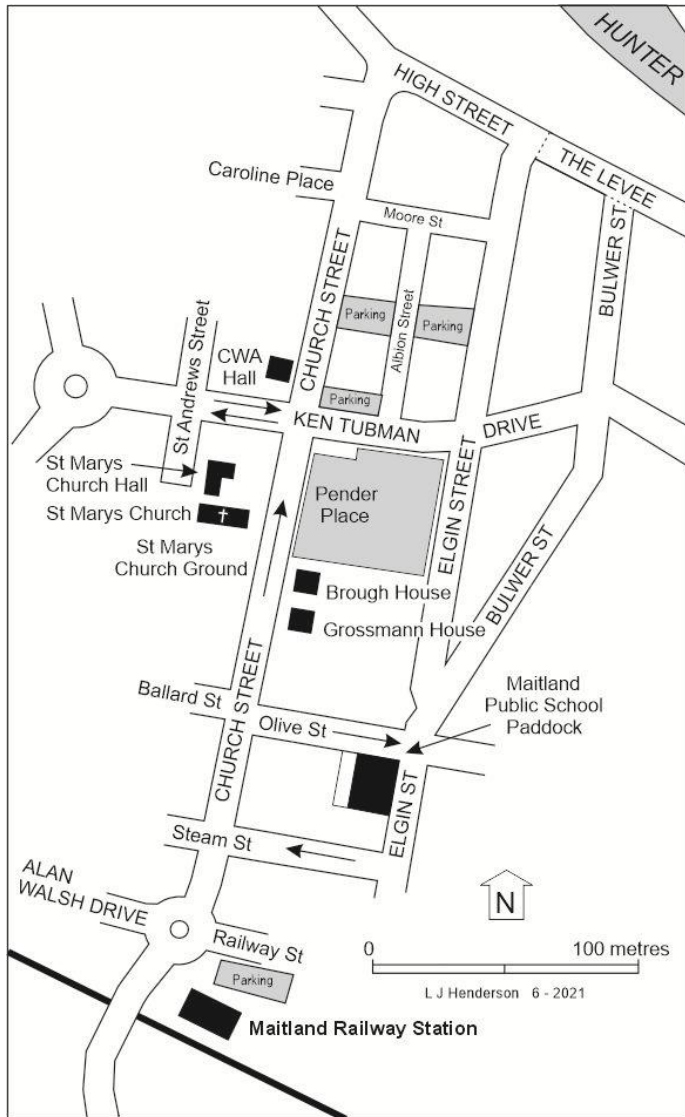 HUNTER
HIGH STREET
THE LEVEE
Caroline Place
Moore St
BULWER ST
CHURCH STREET
Parking
Albion Street
Parking
St Andrews Street
CWA
Hall
Parking
KEN TUBMAN
DRIVE
St Marys
Church Hall
Pender
Place
ELGIN STREET
St Marys Church
St Marys
Church Ground
BULWER ST
Brough House
Grossmann House
Ballard St
CHURCH STREET
Olive St
Maitland
Public School
Paddock
Steam St
ELGIN ST
ALAN
WALSH DRIVE
Railway St
N
Parking
0
100 metres
L J Henderson 6 - 2021
Maitland Railway Station